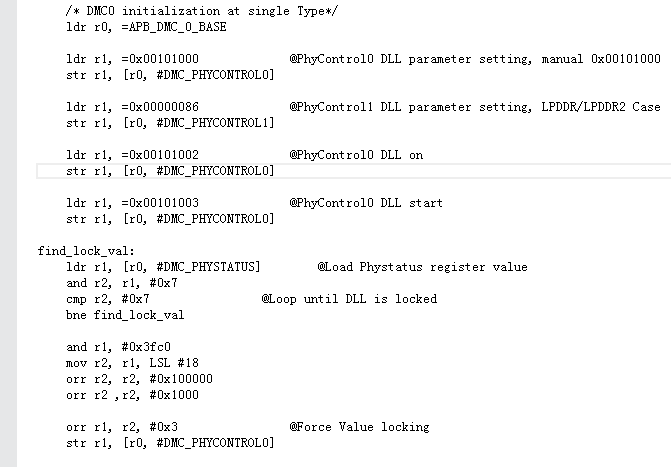 /* DMC0 initialization at single Type*/
ldr r0, =APB_DMC_0_BASE
ldr r1, =0x00101000 @PhyControl0 DLL parameter setting, manual 0x00101000
str r1, [r0, #DMC_PHYCONTROL0]
ldr r1, =0x00000086 @PhyControl1 DLL parameter setting, LPDDR/LPDDR2 Case
str r1, [r0, #DMC_PHYCONTROL1]
ldr r1, =0x00101002 @PhyControl0 DLL on
str r1, [r0, #DMC_PHYCONTROL0]
ldr r1, =0x00101003 @PhyControl0 DLL start
str r1, [r0, #DMC_PHYCONTROL0]
find_lock_val:
ldr r1, [r0, #DMC_PHYSTATUS] @Load Phystatus register value
and r2, r1, #0x7
cmp r2, #0x7 @Loop until DLL is locked
bne find_lock_val
and r1, #0x3fc0
mov r2, r1, LSL #18
orr r2, r2, #0x100000
orr r2 ,r2, #0x1000
orr r1, r2, #0x3 @Force Value locking
str r1, [r0, #DMC_PHYCONTROL0]